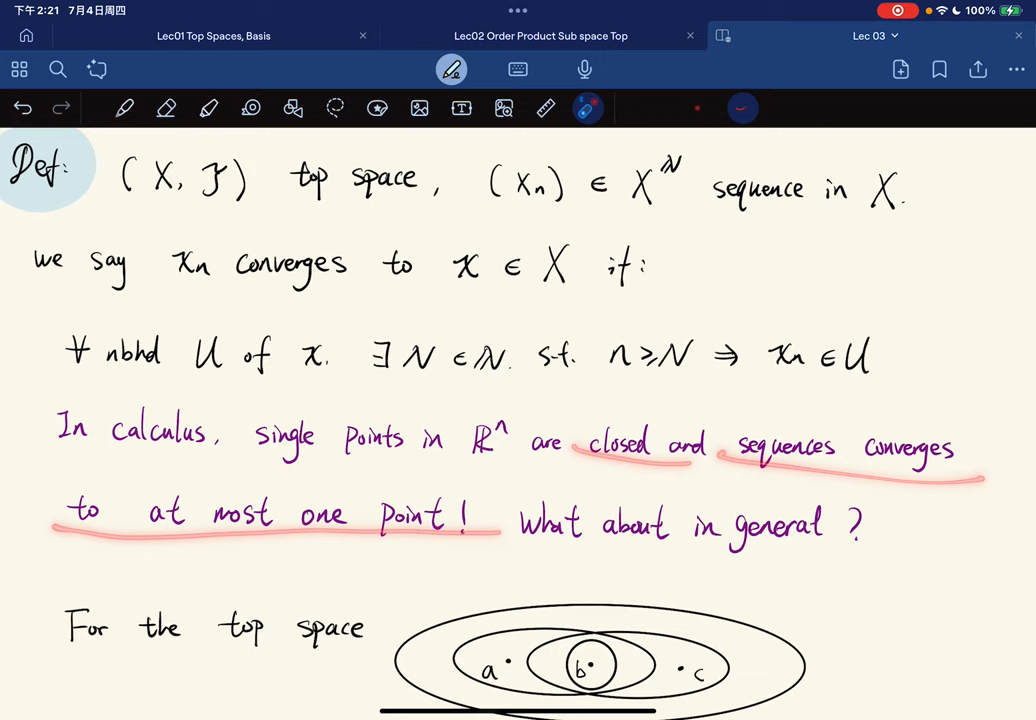 下午2:21 7月4日周四
100%
Lec01 Top Spaces, Basis
Lec02 Order Product Sub space Top
Lec 03
Def: (X, 𝒯) top space, (Xn) ∈ X^ℕ sequence in X.
we say xn converges to x ∈ X if:
∀ nbhd U of x. ∃ N ∈ ℕ. s.t. n ≥ N ⇒ xn ∈ U
In calculus, single points in ℝ^n are closed and sequences converges
to at most one point! What about in general?
For the top space
a b c